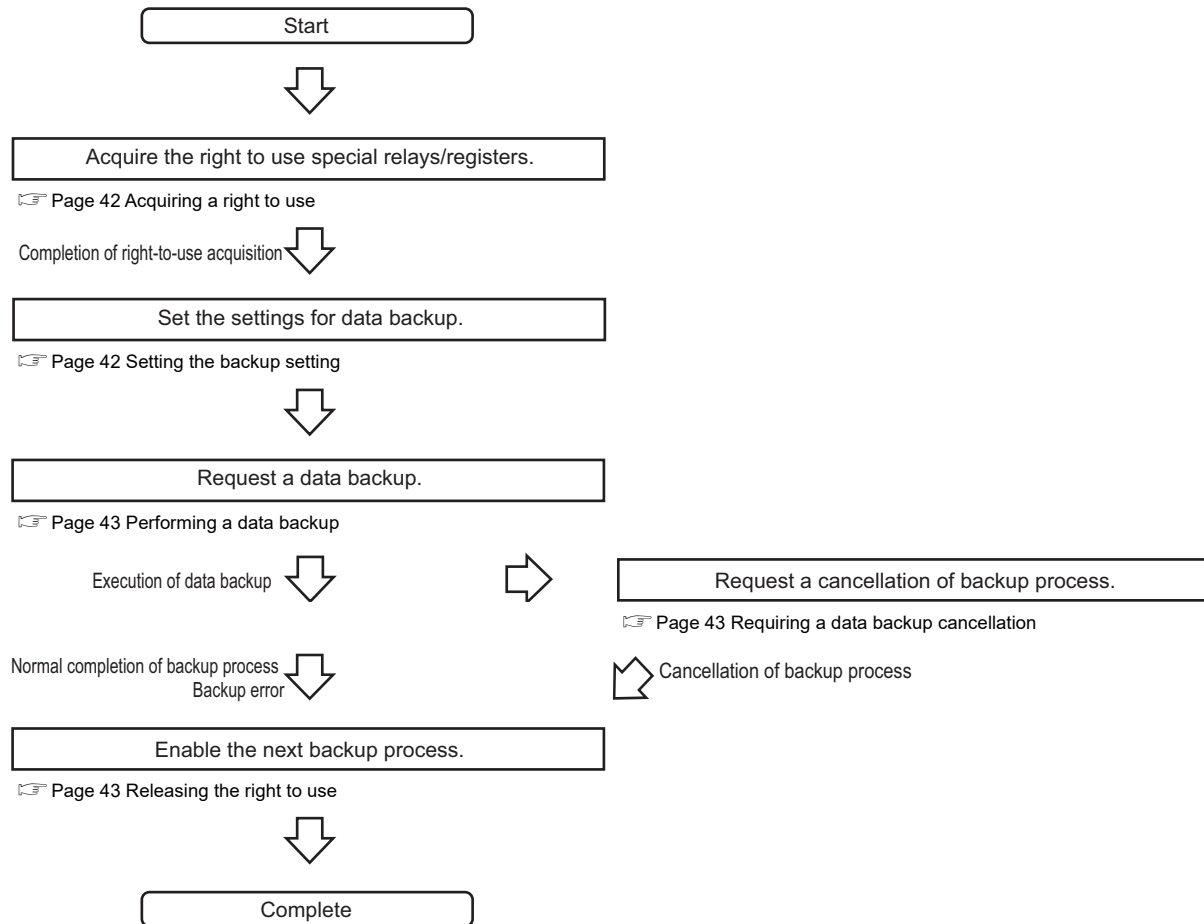 Start
Acquire the right to use special relays/registers.
☞ Page 42 Acquiring a right to use
Completion of right-to-use acquisition
Set the settings for data backup.
☞ Page 42 Setting the backup setting
Request a data backup.
☞ Page 43 Performing a data backup
Execution of data backup
Request a cancellation of backup process.
☞ Page 43 Requiring a data backup cancellation
Normal completion of backup process
Backup error
Cancellation of backup process
Enable the next backup process.
☞ Page 43 Releasing the right to use
Complete